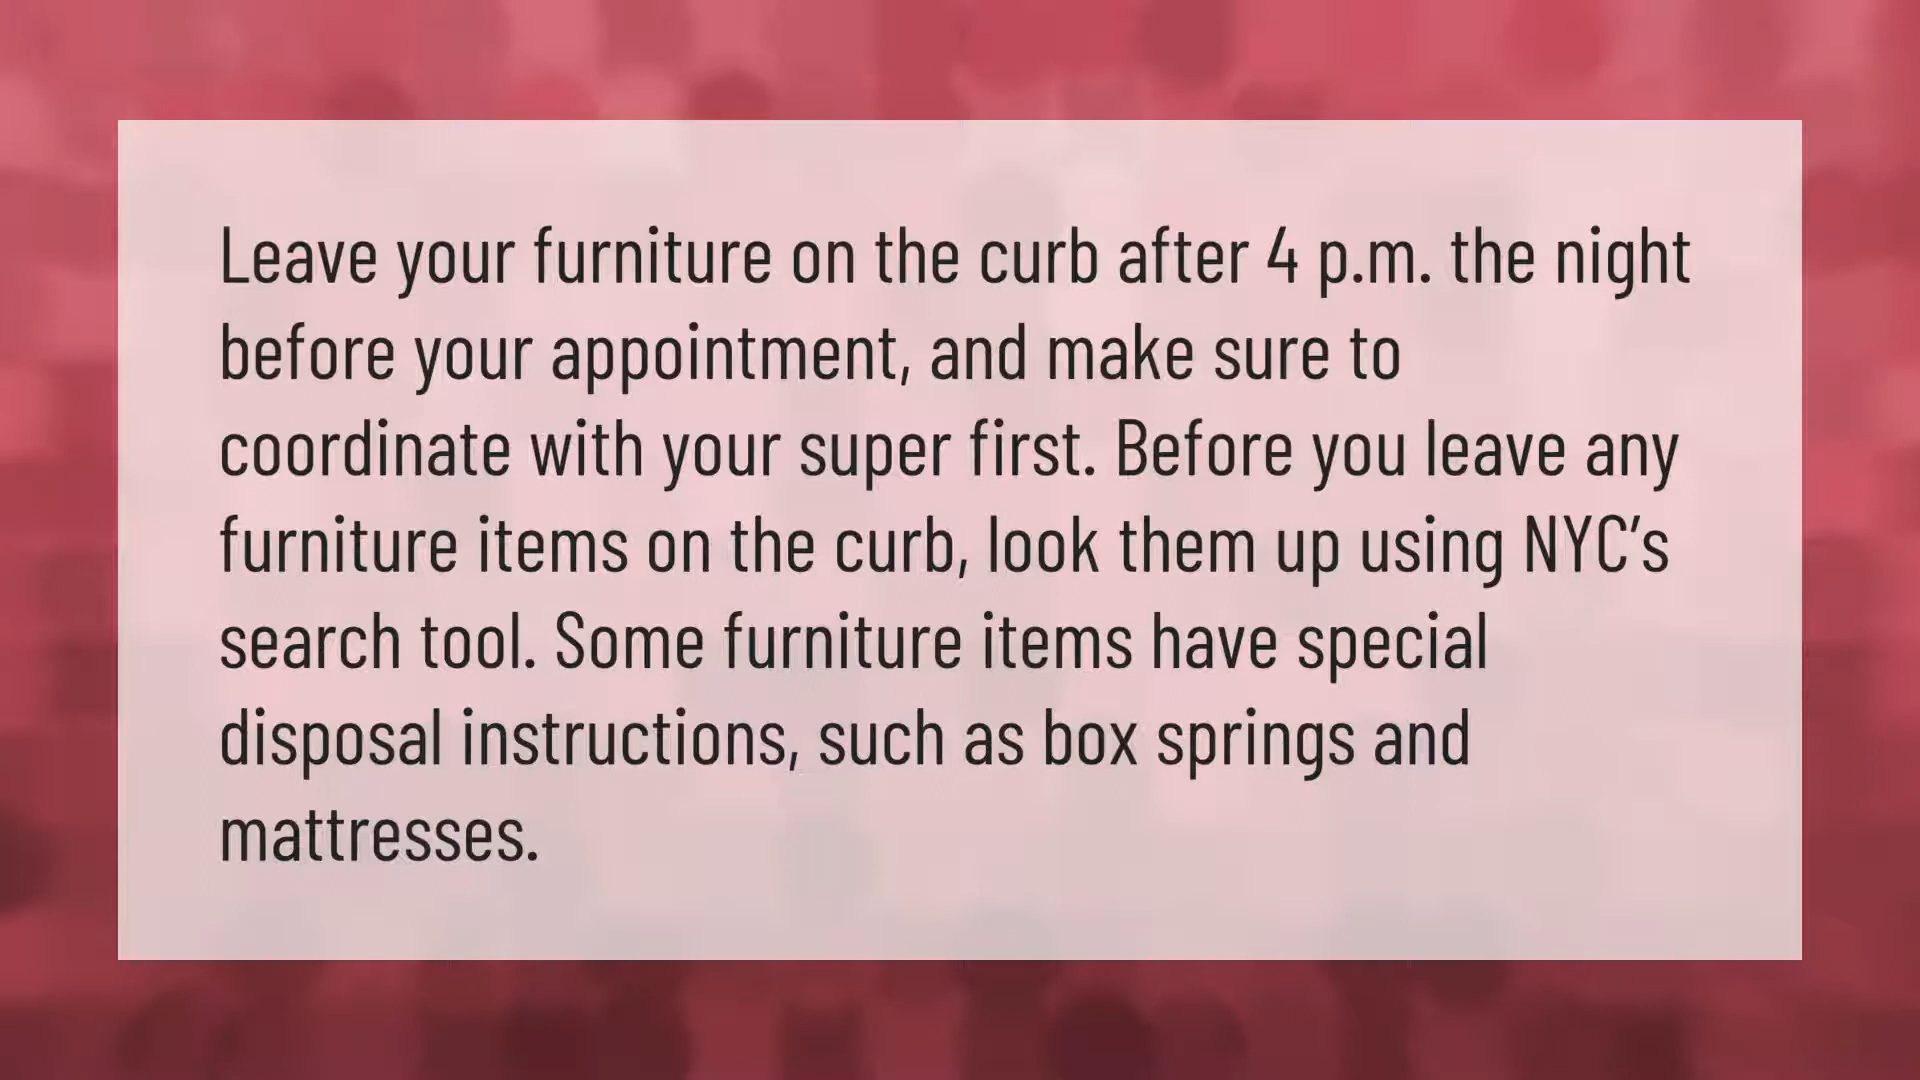 Leave your furniture on the curb after 4 p.m. the night
before your appointment, and make sure to
coordinate with your super first. Before you leave any
furniture items on the curb, look them up using NYC’s
search tool. Some furniture items have special
disposal instructions, such as box springs and
mattresses.